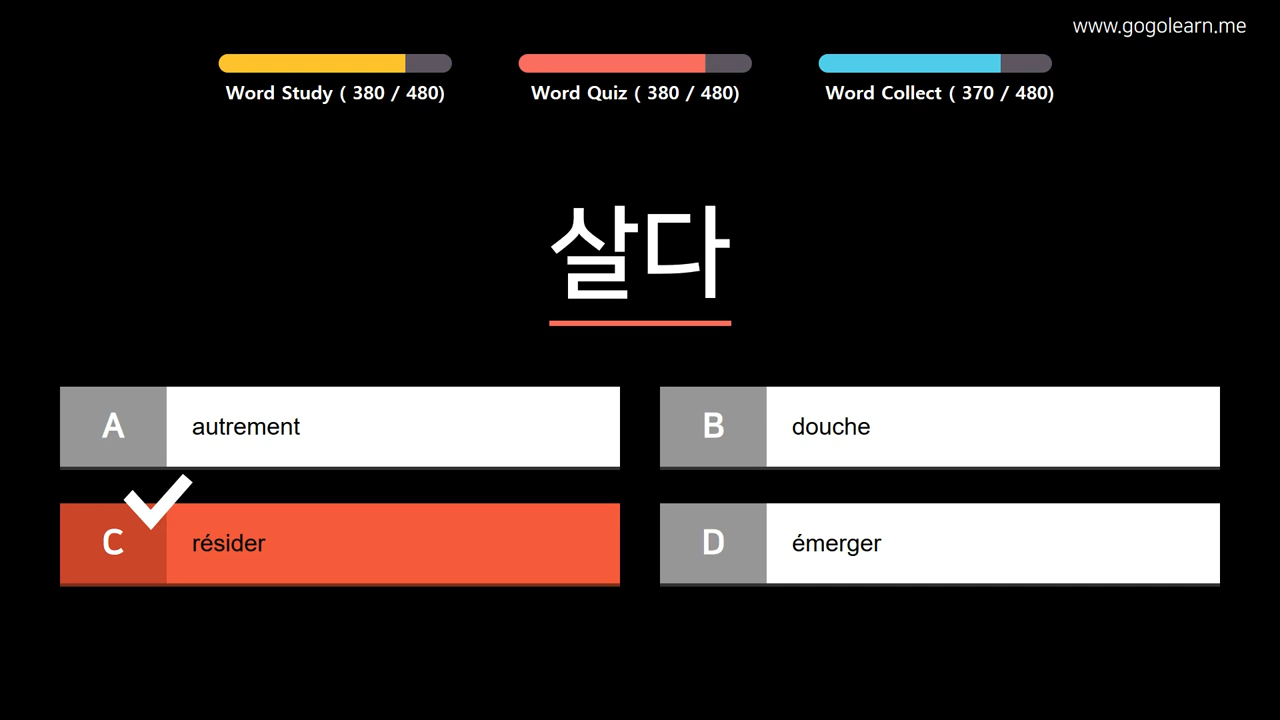 www.gogolearn.me
Word Study ( 380 / 480)
Word Quiz ( 380 / 480)
Word Collect ( 370 / 480)
살다
A
autrement
B
douche
C
résider
D
émerger